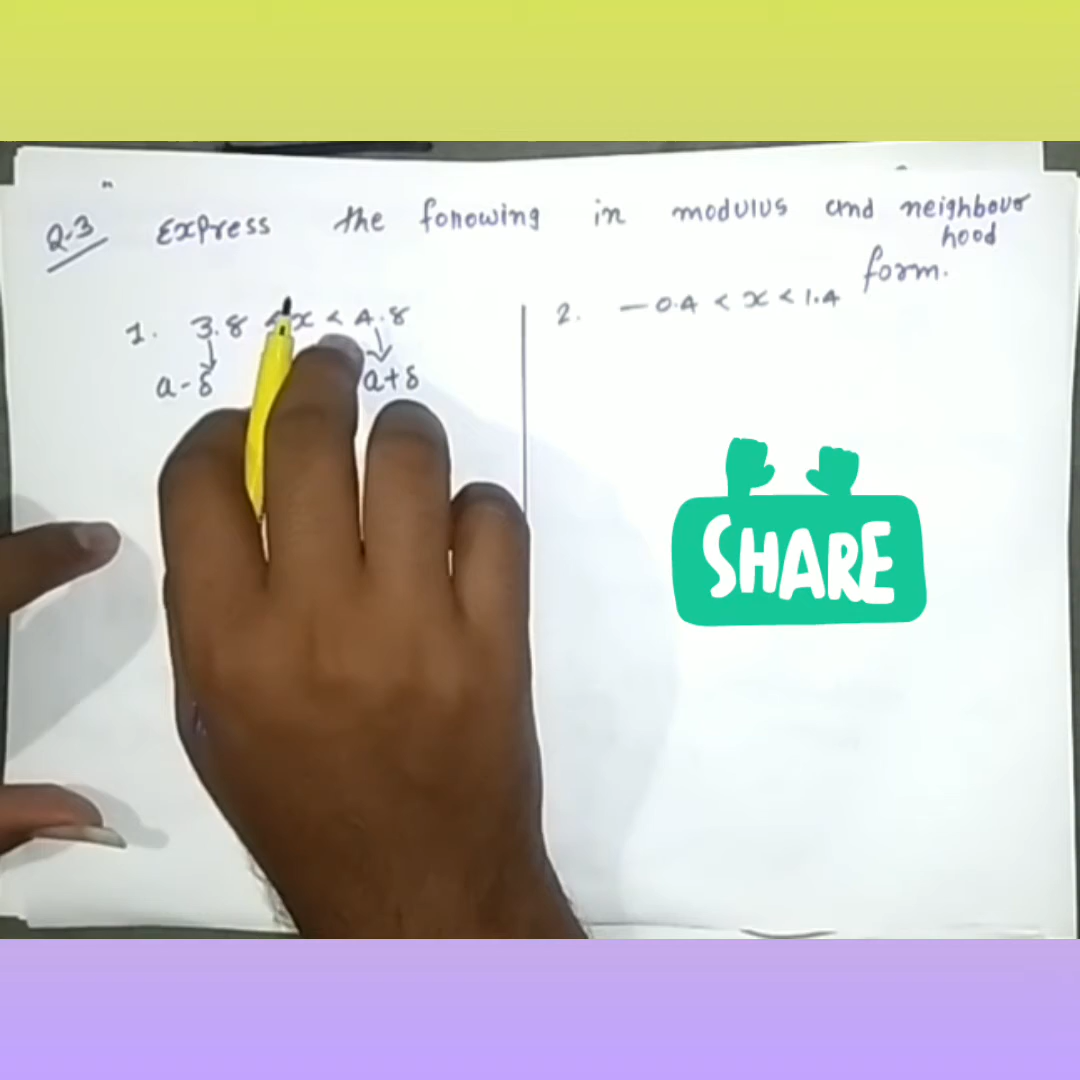 Q.3 Express the fonowing in modulus and neighbour
hood
form.
1. 3.8 < x < 4.8
a - δ a + δ
2. - 0.4 < x < 1.4
SHARE